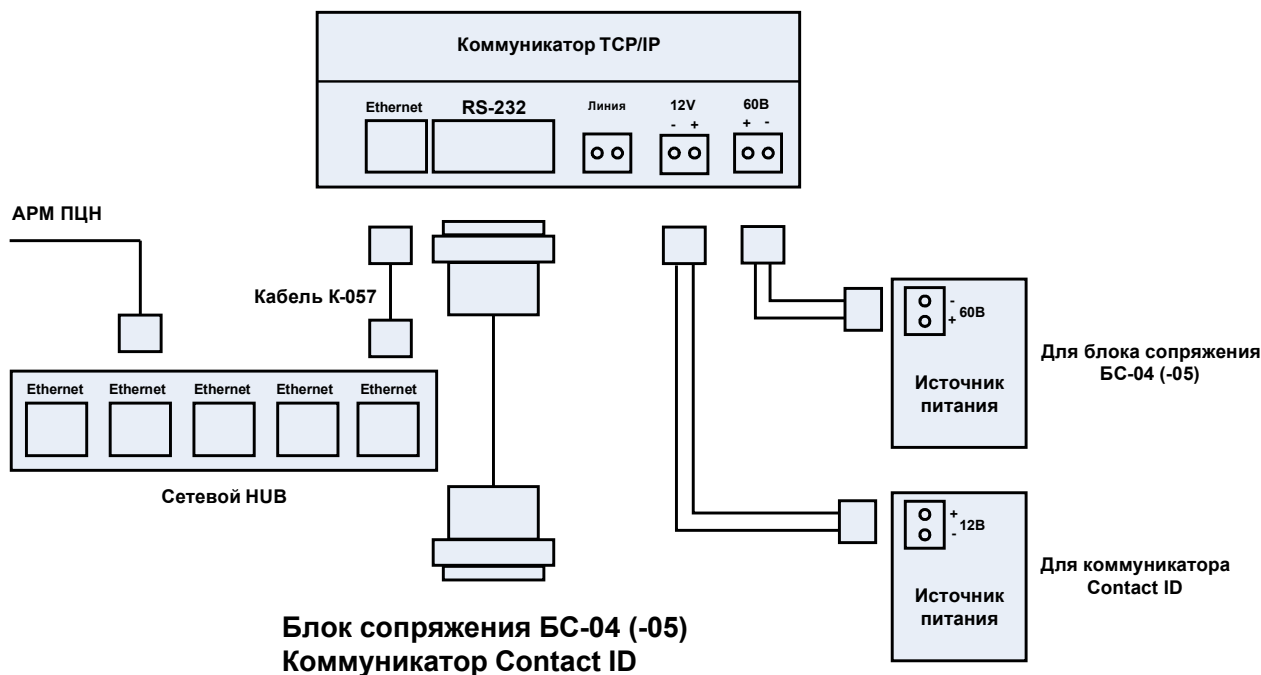 Коммуникатор TCP/IP
Ethernet
RS-232
Линия
12V
- +
60В
+ -
АРМ ПЦН
Кабель К-057
Ethernet
Ethernet
Ethernet
Ethernet
Ethernet
Сетевой HUB
-
+ 60В
Источник
питания
Для блока сопряжения
БС-04 (-05)
+
- 12В
Источник
питания
Для коммуникатора
Contact ID
Блок сопряжения БС-04 (-05)
Коммуникатор Contact ID